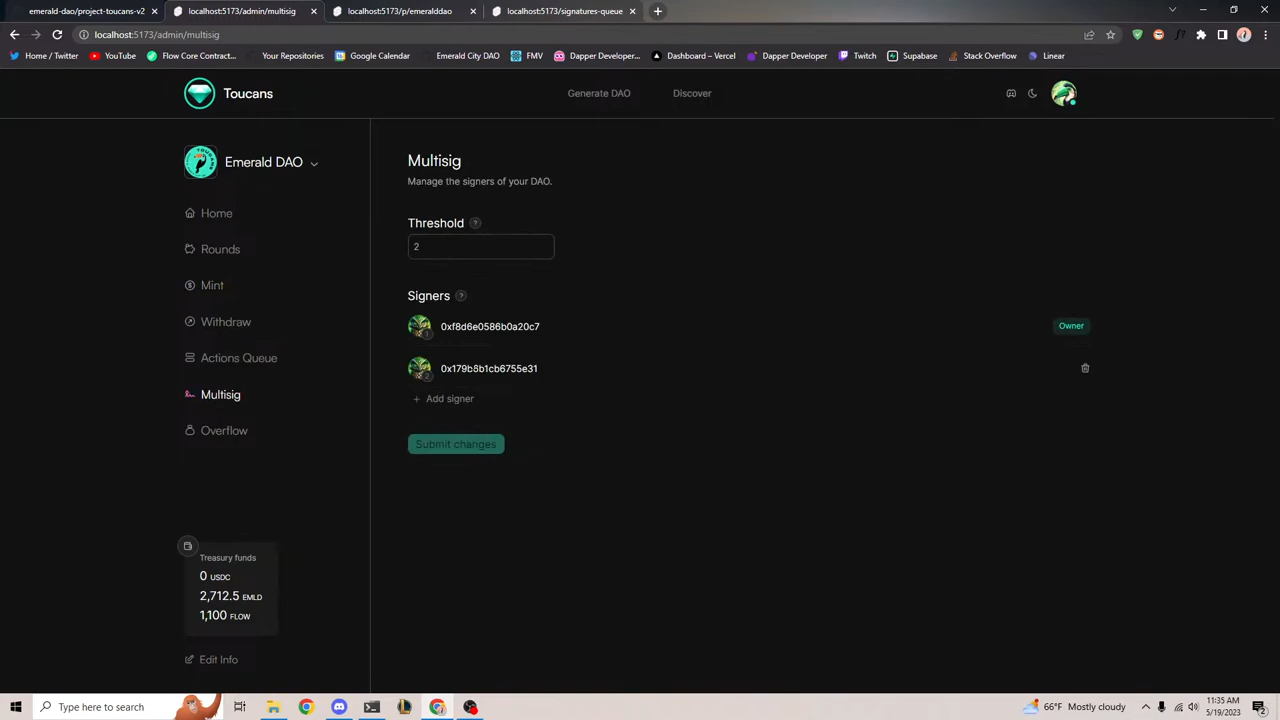 emerald-dao/project-toucans-v2
localhost:5173/admin/multisig
localhost:5173/p/emeralddao
localhost:5173/signatures-queue
localhost:5173/admin/multisig
Home / Twitter
YouTube
Flow Core Contract...
Your Repositories
Google Calendar
Emerald City DAO
FMV
Dapper Developer...
Dashboard – Vercel
Dapper Developer
Twitch
Supabase
Stack Overflow
Linear
Toucans
Generate DAO
Discover
Emerald DAO
Home
Rounds
Mint
Withdraw
Actions Queue
Multisig
Overflow
Treasury funds
0 USDC
2,712.5 EMLD
1,100 FLOW
Edit Info
Multisig
Manage the signers of your DAO.
Threshold ?
2
Signers ?
1
0xf8d6e0586b0a20c7
Owner
2
0x179b8b1cb6755e31
+ Add signer
Submit changes
Type here to search
66°F Mostly cloudy
11:35 AM
5/19/2023
2